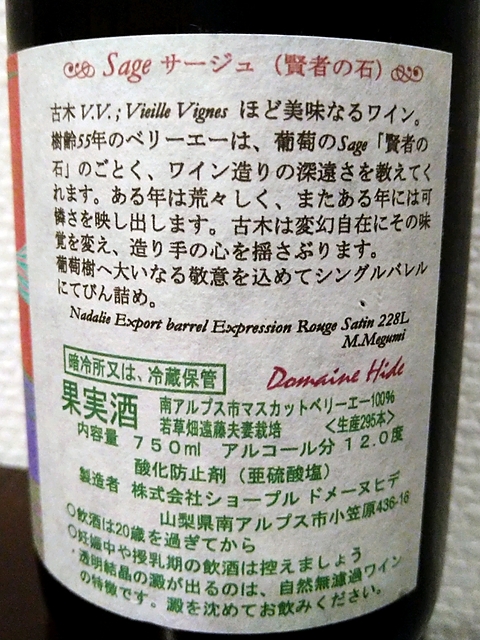 Sage サージュ（賢者の石）
古木 V.V. ; Vieille Vignes ほど美味なるワイン。
樹齢55年のベリーエーは、葡萄のSage「賢者の
石」のごとく、ワイン造りの深遠さを教えてく
れます。ある年は荒々しく、またある年には可
憐さを映し出します。古木は変幻自在にその味
覚を変え、造り手の心を揺さぶります。
葡萄樹へ大いなる敬意を込めてシングルバレル
にてびん詰め。
Nadalie Export barrel Expression Rouge Satin 228L
M.Megumi
暗冷所又は、冷蔵保管
Domaine Hide
果実酒
南アルプス市マスカットベリーエー100%
若草畑遠藤夫妻栽培 <生産295本>
内容量 750ml アルコール分 12.0度
酸化防止剤（亜硫酸塩）
製造者 株式会社ショープル ドメーヌヒデ
山梨県南アルプス市小笠原436-16
○飲酒は20歳を過ぎてから
○妊娠中や授乳期の飲酒は控えましょう
・透明結晶の澱が出るのは、自然無濾過ワイン
の特徴です。澱を沈めてお飲みください。